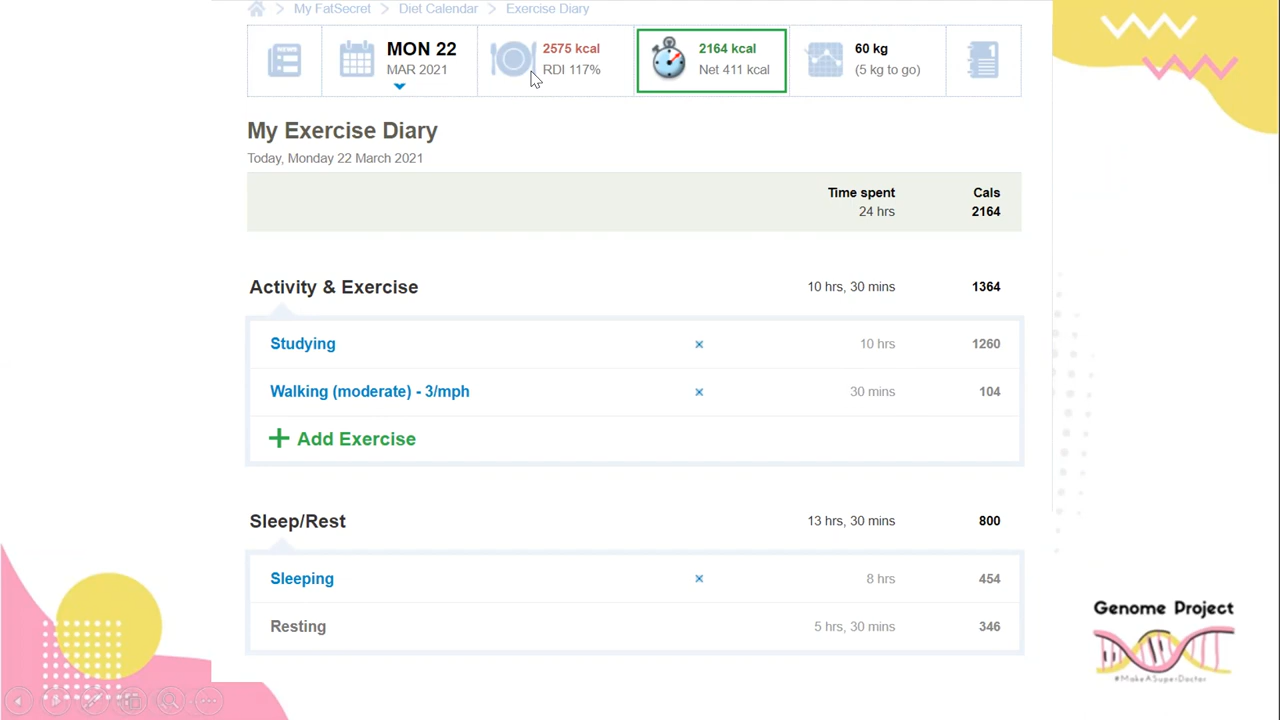 My FatSecret Diet Calendar Exercise Diary
NEWS
MON 22
MAR 2021
2575 kcal
RDI 117%
2164 kcal
Net 411 kcal
60 kg
(5 kg to go)
1
My Exercise Diary
Today, Monday 22 March 2021
Time spent Cals
24 hrs 2164
Activity & Exercise 10 hrs, 30 mins 1364
Studying × 10 hrs 1260
Walking (moderate) - 3/mph × 30 mins 104
+ Add Exercise
Sleep/Rest 13 hrs, 30 mins 800
Sleeping × 8 hrs 454
Resting 5 hrs, 30 mins 346
Genome Project
#MakeASuperDoctor